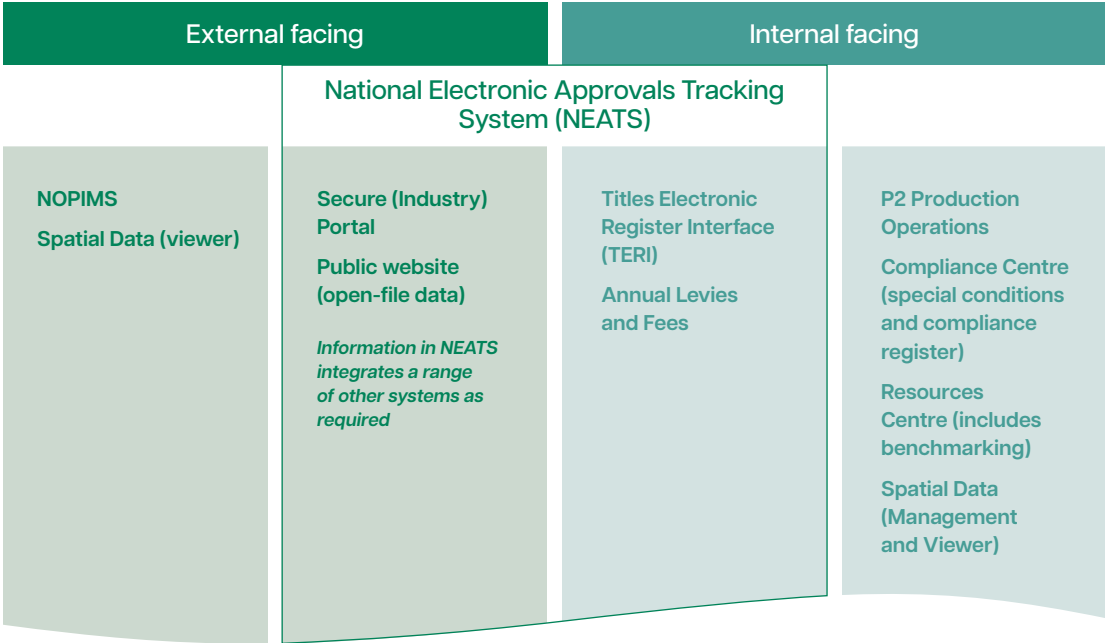 External facing
Internal facing
National Electronic Approvals Tracking
System (NEATS)
NOPIMS
Spatial Data (viewer)
Secure (Industry)
Portal
Public website
(open-file data)
Information in NEATS
integrates a range
of other systems as
required
Titles Electronic
Register Interface
(TERI)
Annual Levies
and Fees
P2 Production
Operations
Compliance Centre
(special conditions
and compliance
register)
Resources
Centre (includes
benchmarking)
Spatial Data
(Management
and Viewer)